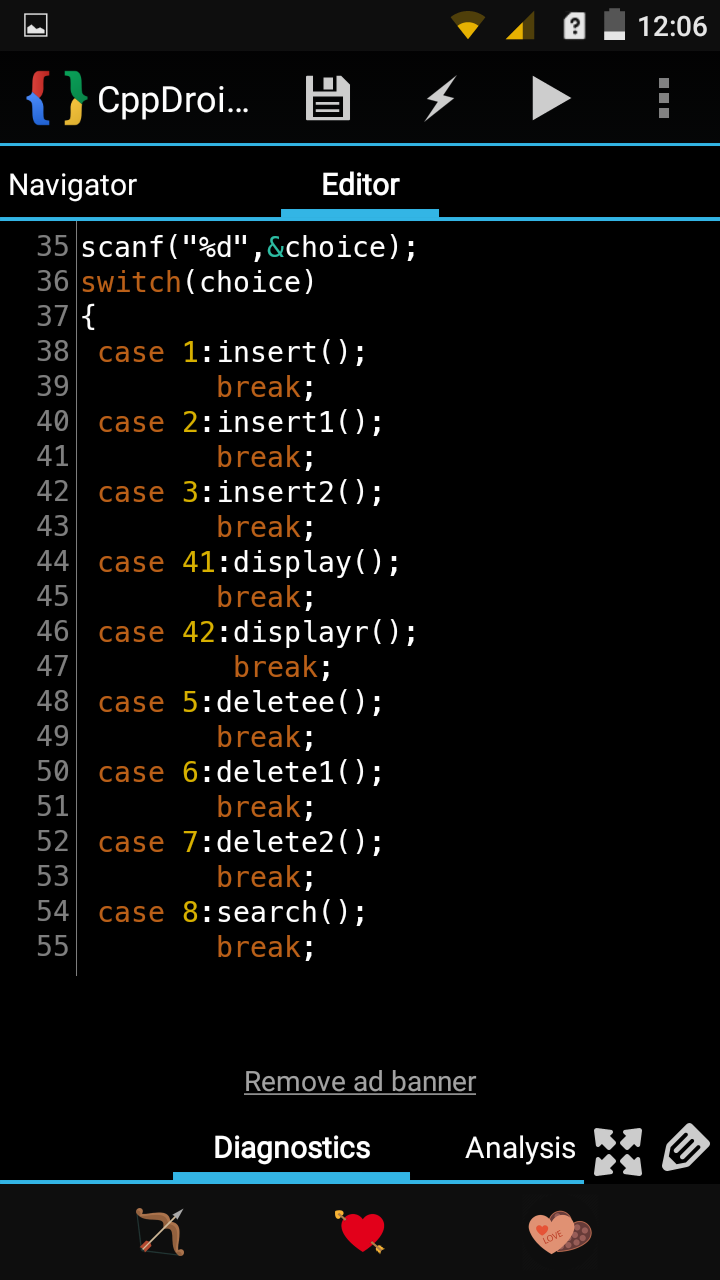 12:06
CppDroi...
Navigator
Editor
35 scanf("%d",&choice);
36 switch(choice)
37 {
38  case 1:insert();
39         break;
40  case 2:insert1();
41         break;
42  case 3:insert2();
43         break;
44  case 41:display();
45         break;
46  case 42:displayr();
47          break;
48  case 5:deletee();
49         break;
50  case 6:delete1();
51         break;
52  case 7:delete2();
53         break;
54  case 8:search();
55         break;
Remove ad banner
Diagnostics
Analysis
LOVE